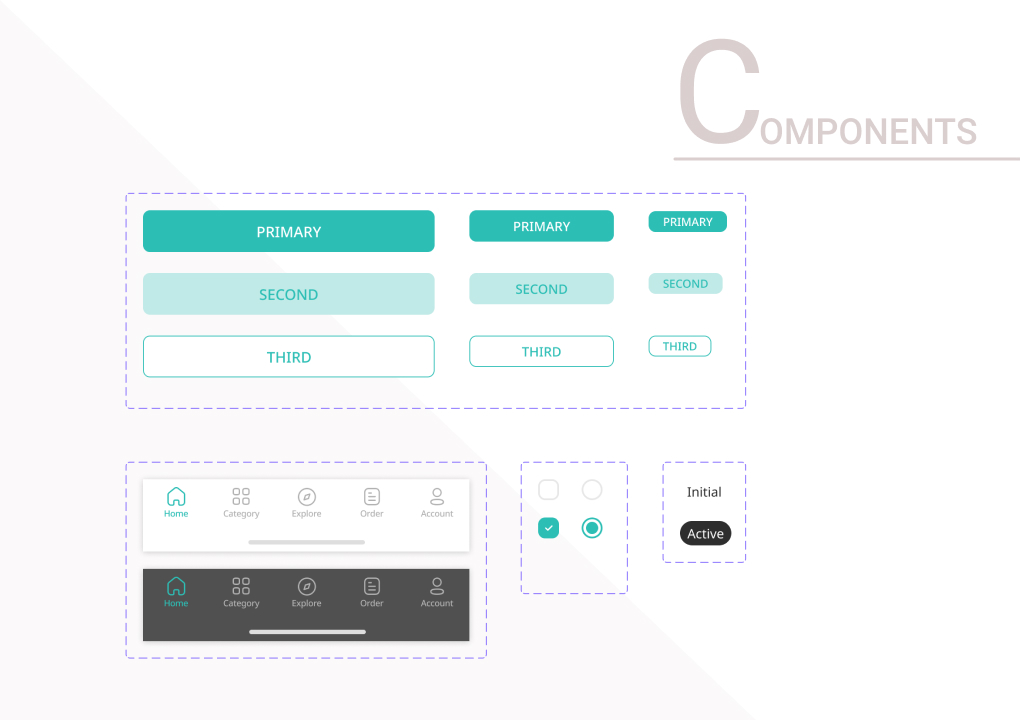 COMPONENTS
PRIMARY PRIMARY PRIMARY
SECOND SECOND SECOND
THIRD THIRD THIRD
Home Category Explore Order Account
Home Category Explore Order Account
Initial
Active